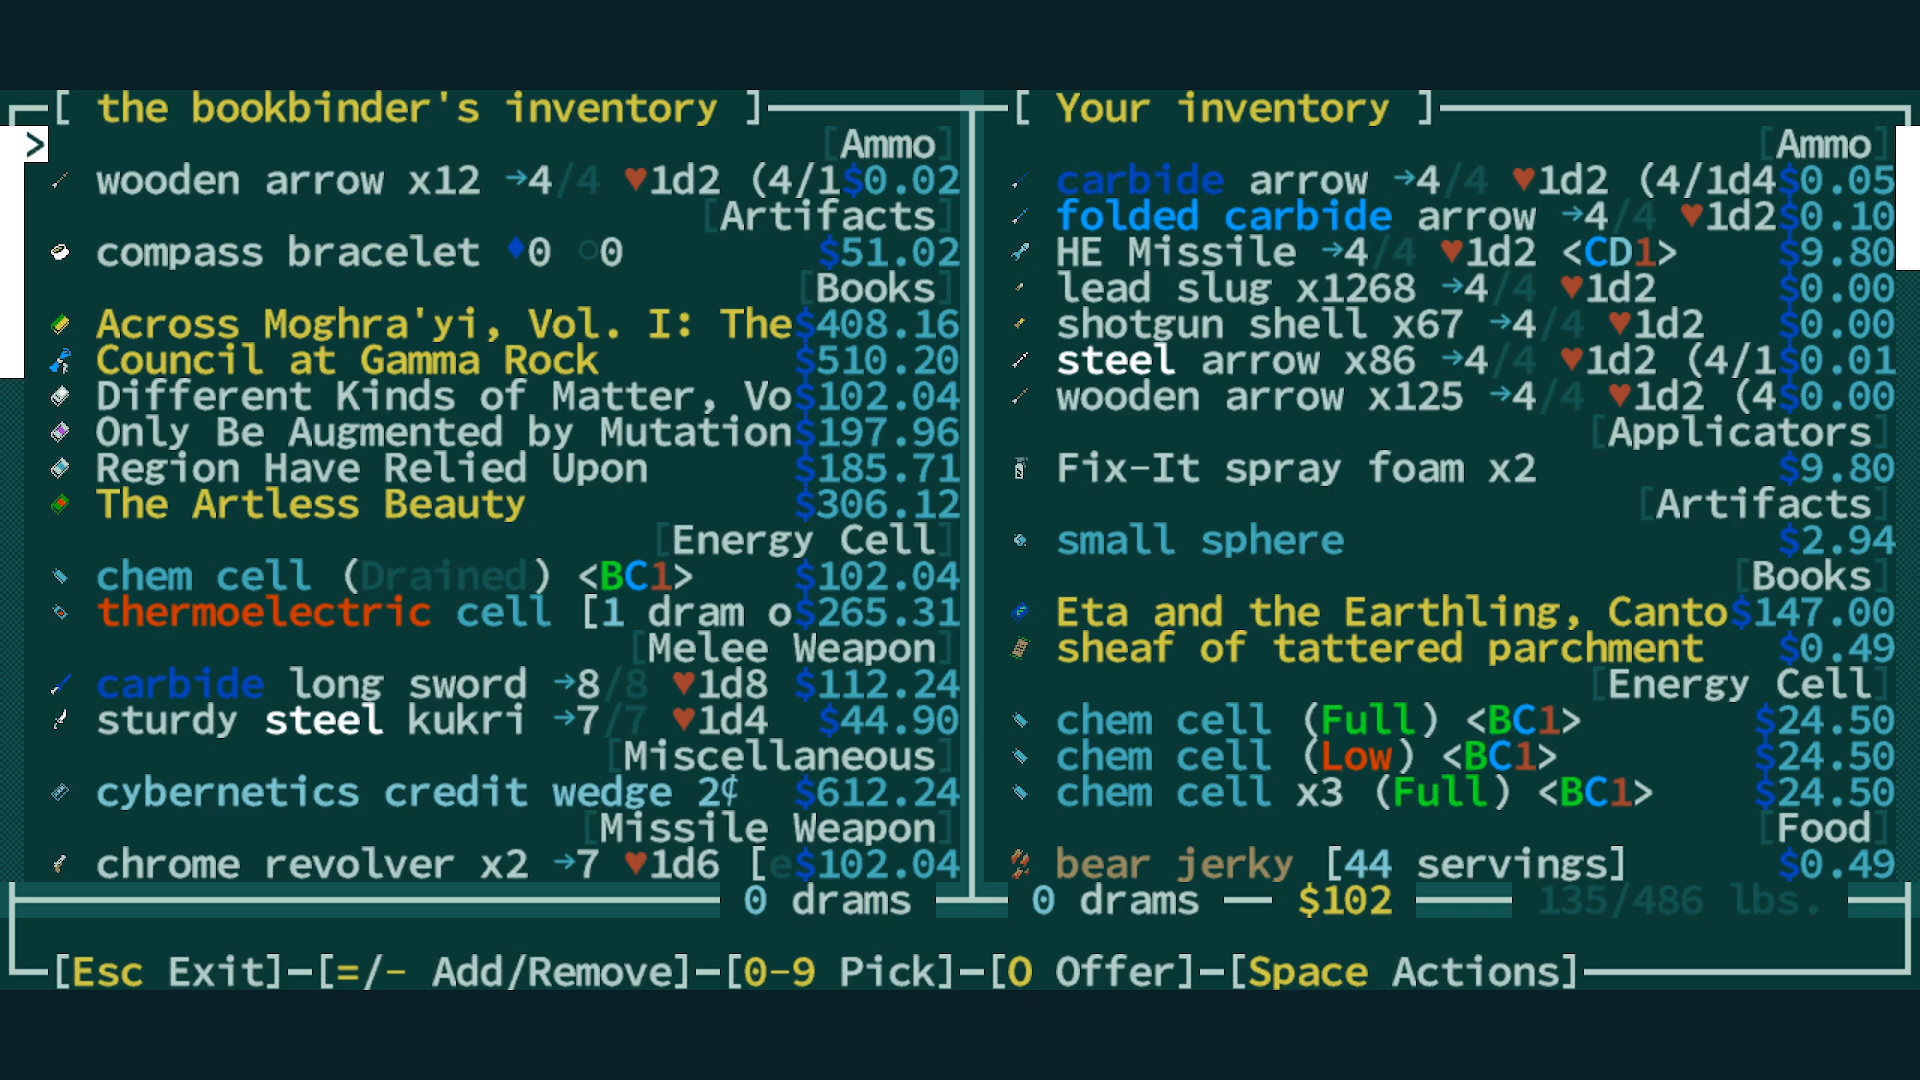 [ the bookbinder's inventory ]
>
[Ammo]
wooden arrow x12 →4/4 ♥1d2 (4/1$0.02
[Artifacts]
compass bracelet ♦0 ○0 $51.02
[Books]
Across Moghra'yi, Vol. I: The$408.16
Council at Gamma Rock $510.20
Different Kinds of Matter, Vo$102.04
Only Be Augmented by Mutation$197.96
Region Have Relied Upon $185.71
The Artless Beauty $306.12
[Energy Cell]
chem cell (Drained) <BC1> $102.04
thermoelectric cell [1 dram o$265.31
[Melee Weapon]
carbide long sword →8/8 ♥1d8 $112.24
sturdy steel kukri →7/7 ♥1d4 $44.90
[Miscellaneous]
cybernetics credit wedge 2¢ $612.24
[Missile Weapon]
chrome revolver x2 →7 ♥1d6 [e$102.04
0 drams
[ Your inventory ]
[Ammo]
carbide arrow →4/4 ♥1d2 (4/1d4$0.05
folded carbide arrow →4/4 ♥1d2$0.10
HE Missile →4/4 ♥1d2 <CD1> $9.80
lead slug x1268 →4/4 ♥1d2 $0.00
shotgun shell x67 →4/4 ♥1d2 $0.00
steel arrow x86 →4/4 ♥1d2 (4/1$0.01
wooden arrow x125 →4/4 ♥1d2 (4$0.00
[Applicators]
Fix-It spray foam x2 $9.80
[Artifacts]
small sphere $2.94
[Books]
Eta and the Earthling, Canto$147.00
sheaf of tattered parchment $0.49
[Energy Cell]
chem cell (Full) <BC1> $24.50
chem cell (Low) <BC1> $24.50
chem cell x3 (Full) <BC1> $24.50
[Food]
bear jerky [44 servings] $0.49
0 drams — $102 135/486 lbs.
[Esc Exit]—[=/- Add/Remove]—[0-9 Pick]—[O Offer]—[Space Actions]